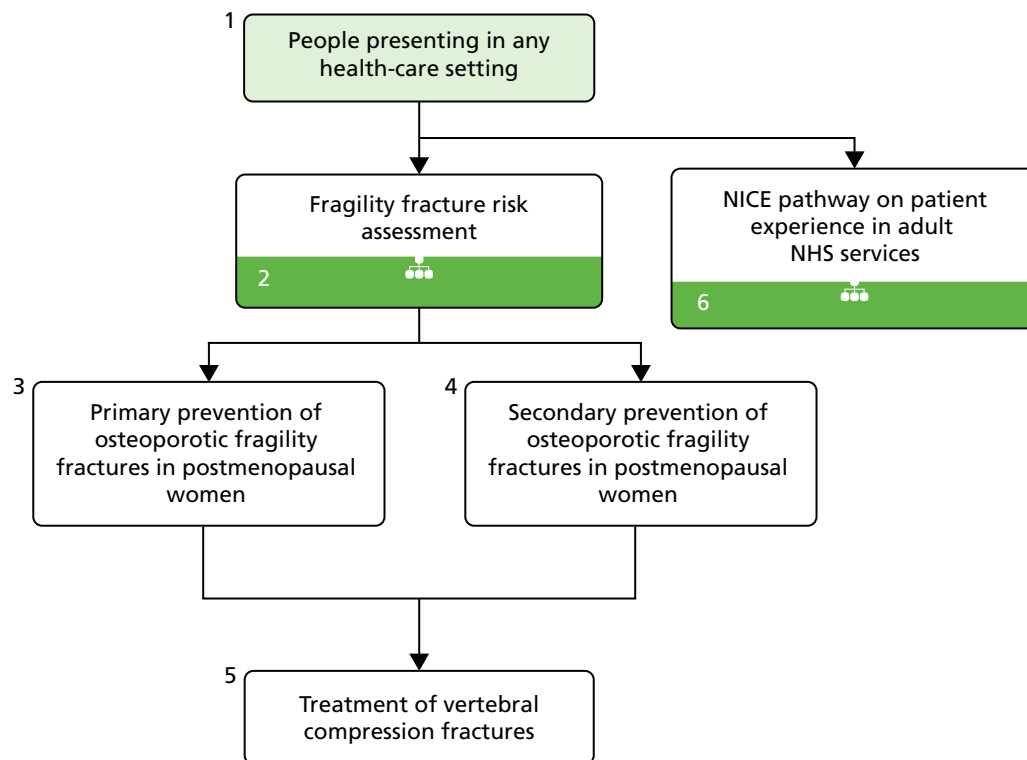 1
People presenting in any
health-care setting
Fragility fracture risk
assessment
2
NICE pathway on patient
experience in adult
NHS services
6
3
Primary prevention of
osteoporotic fragility
fractures in postmenopausal
women
4
Secondary prevention of
osteoporotic fragility
fractures in postmenopausal
women
5
Treatment of vertebral
compression fractures